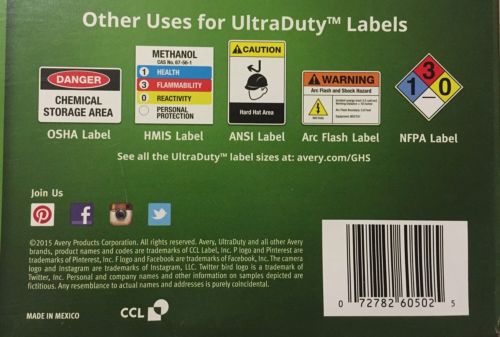 Other Uses for UltraDuty™ Labels
DANGER
CHEMICAL
STORAGE AREA
OSHA Label
METHANOL
CAS No. 67-56-1
1 HEALTH
3 FLAMMABILITY
0 REACTIVITY
PERSONAL
PROTECTION
HMIS Label
CAUTION
Hard Hat Area
ANSI Label
WARNING
Arc Flash and Shock Hazard
Arc Flash Label
3
1 0
NFPA Label
See all the UltraDuty™ label sizes at: avery.com/GHS
Join Us
©2015 Avery Products Corporation. All rights reserved. Avery, UltraDuty and all other Avery
brands, product names and codes are trademarks of CCL Label, Inc. P logo and Pinterest are
trademarks of Pinterest, Inc. F logo and Facebook are trademarks of Facebook, Inc. The camera
logo and Instagram are trademarks of Instagram, LLC. Twitter bird logo is a trademark of
Twitter, Inc. Personal and company names and other information on samples depicted are
fictitious. Any resemblance to actual names and addresses is purely coincidental.
MADE IN MEXICO
CCL
0 72782 60502 5